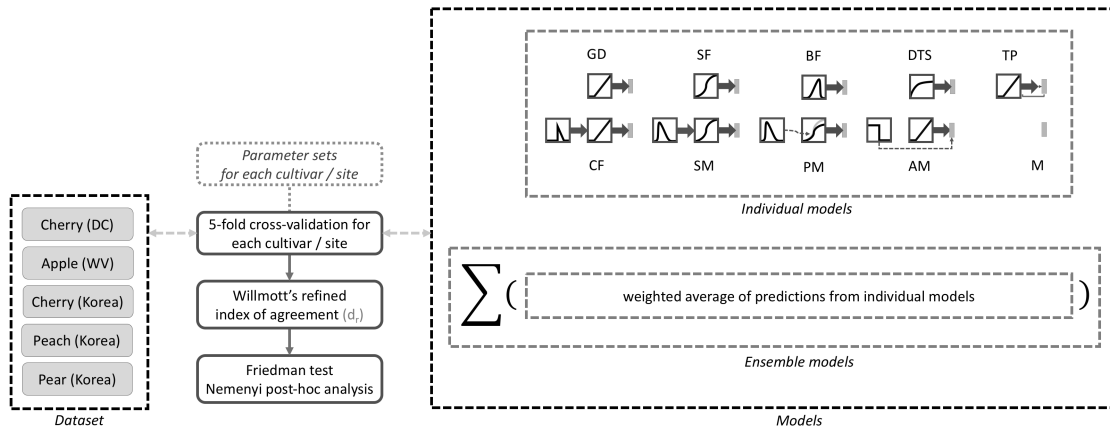 Cherry (DC)
Apple (WV)
Cherry (Korea)
Peach (Korea)
Pear (Korea)
Dataset
Parameter sets
for each cultivar / site
5-fold cross-validation for
each cultivar / site
Willmott's refined
index of agreement (dᵣ)
Friedman test
Nemenyi post-hoc analysis
GD SF BF DTS TP
CF SM PM AM M
Individual models
∑ ( weighted average of predictions from individual models )
Ensemble models
Models